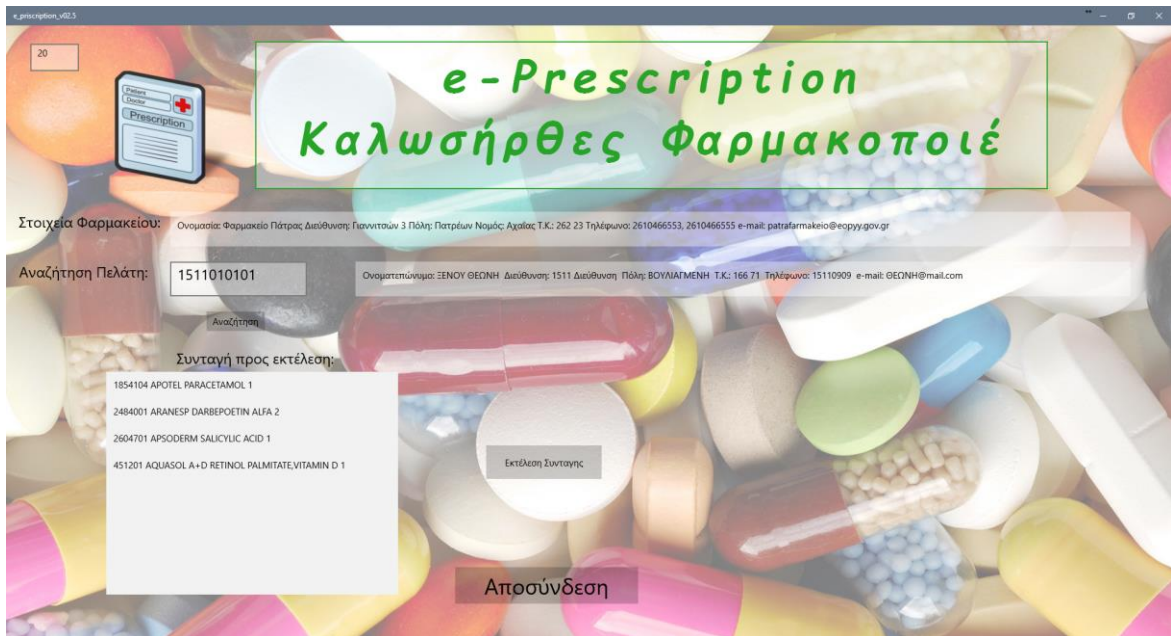 e_priscription_v02.5
20
Patient
Doctor
Prescription
e-Prescription
Καλωσήρθες Φαρμακοποιέ
Στοιχεία Φαρμακείου:
Ονομασία: Φαρμακείο Πάτρας Διεύθυνση: Γιαννιτσών 3 Πόλη: Πατρέων Νομός: Αχαΐας Τ.Κ.: 262 23 Τηλέφωνο: 2610466553, 2610466555 e-mail: patrafarmakeio@eopyy.gov.gr
Αναζήτηση Πελάτη:
1511010101
Ονοματεπώνυμο: ΞΕΝΟΥ ΘΕΩΝΗ Διεύθυνση: 1511 Διεύθυνση Πόλη: ΒΟΥΛΙΑΓΜΕΝΗ Τ.Κ.: 166 71 Τηλέφωνο: 15110909 e-mail: ΘΕΩΝΗ@mail.com
Αναζήτηση
Συνταγή προς εκτέλεση:
1854104 APOTEL PARACETAMOL 1
2484001 ARANESP DARBEPOETIN ALFA 2
2604701 APSODERM SALICYLIC ACID 1
451201 AQUASOL A+D RETINOL PALMITATE,VITAMIN D 1
Εκτέλεση Συνταγης
Αποσύνδεση